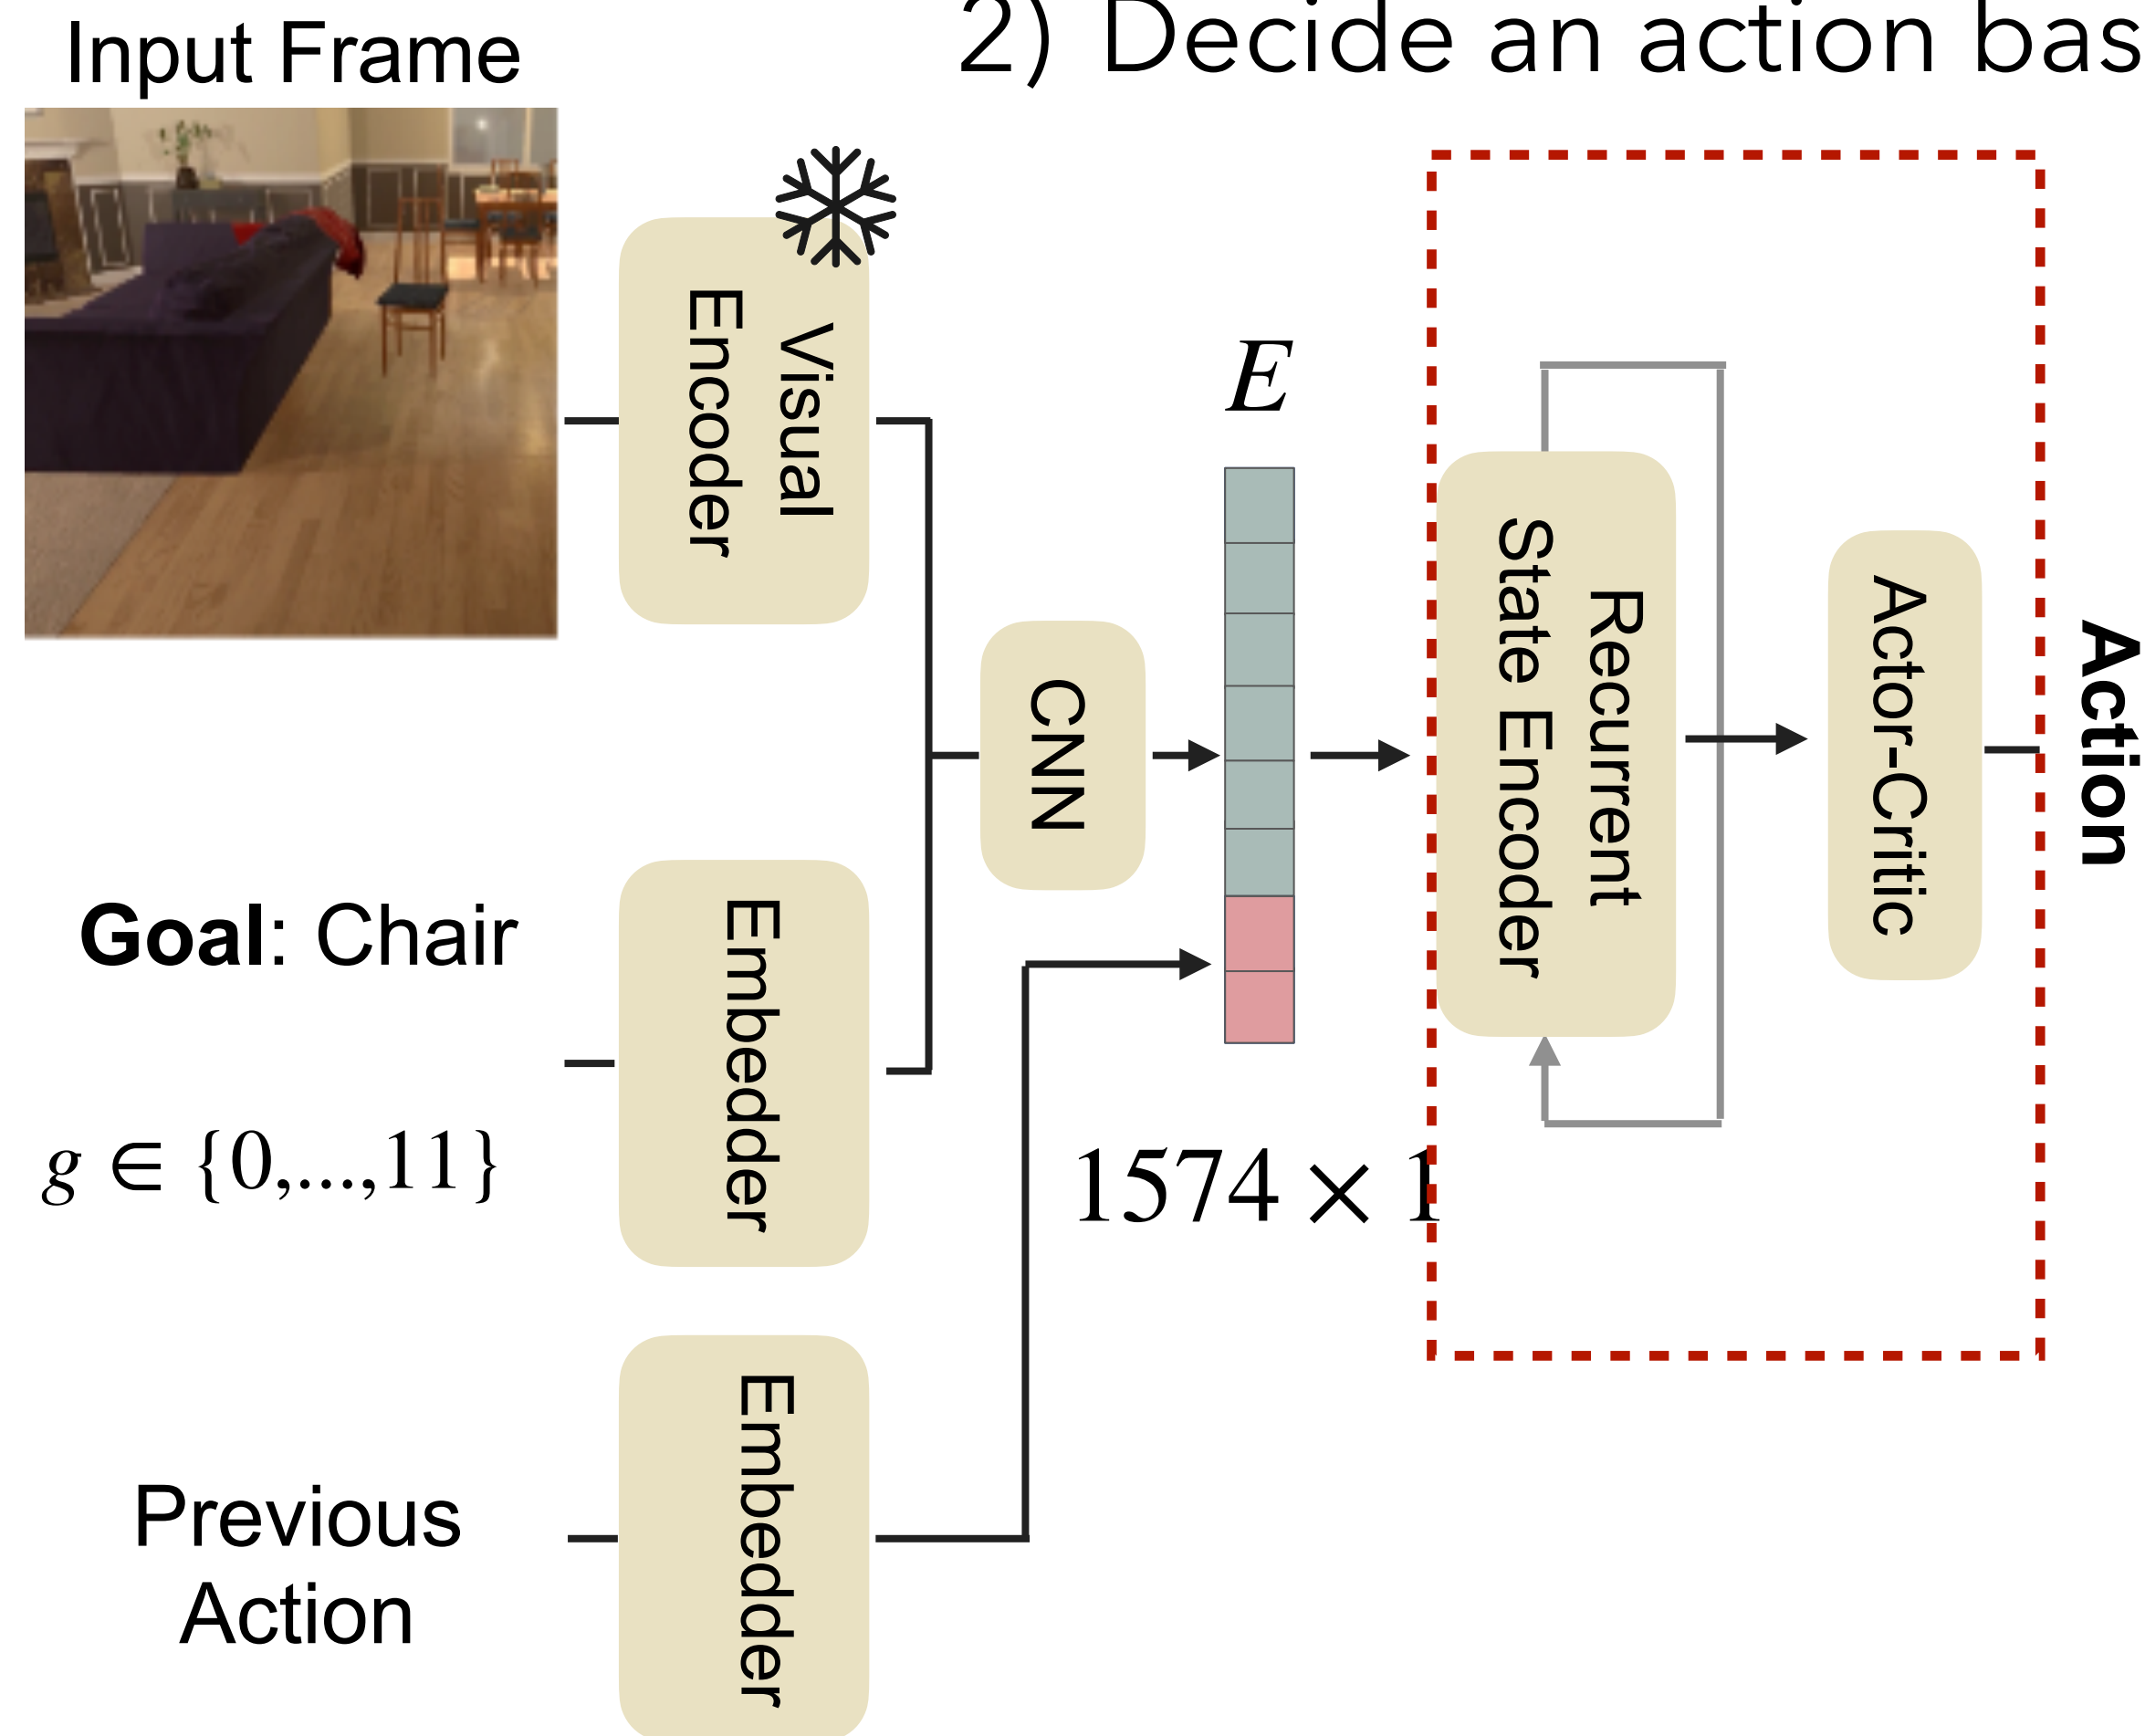 Input Frame
2) Decide an action bas
Visual
Encoder
E
CNN
Recurrent
State Encoder
Actor-Critic
Action
Goal: Chair
g ∈ {0,...,11}
Embedder
1574 × 1
Previous
Action
Embedder